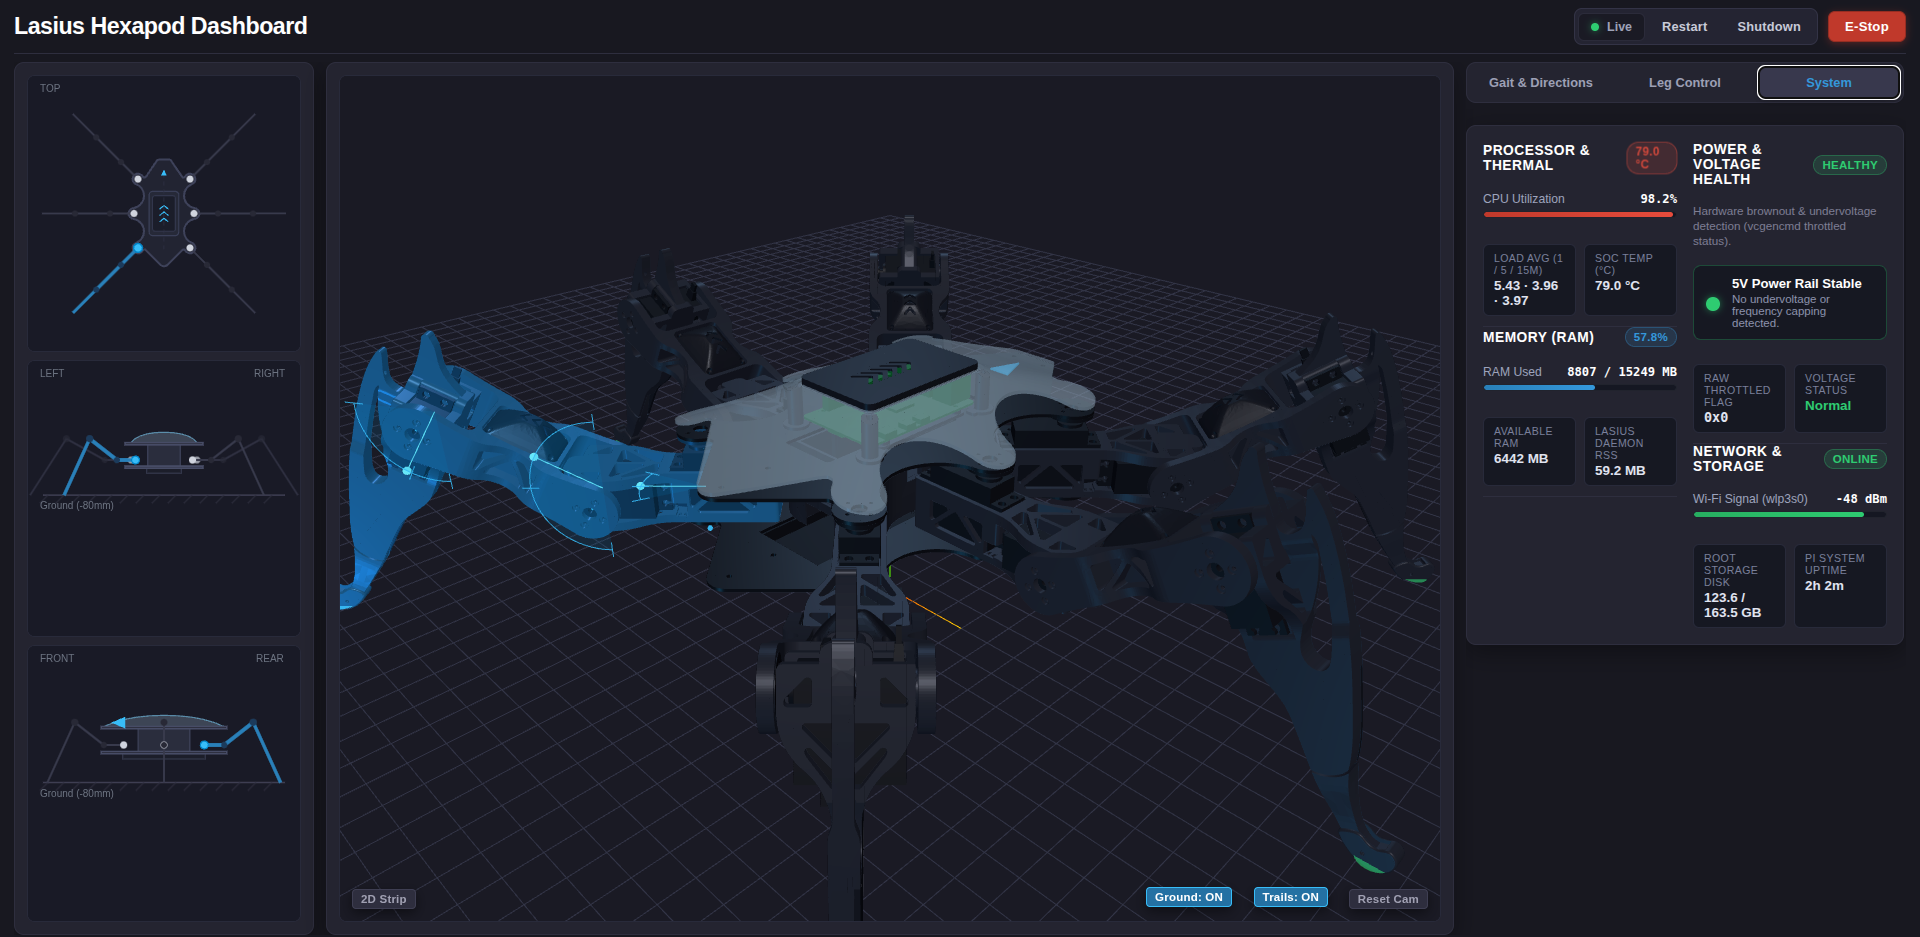 Lasius Hexapod Dashboard
Live
Restart
Shutdown
E-Stop
TOP
LEFT
RIGHT
Ground (-80mm)
FRONT
REAR
Ground (-80mm)
2D Strip
Ground: ON
Trails: ON
Reset Cam
Gait & Directions
Leg Control
System
PROCESSOR &
THERMAL
79.0
°C
CPU Utilization
98.2%
LOAD AVG (1
/ 5 / 15M)
5.43 · 3.96
· 3.97
SOC TEMP
(°C)
79.0 °C
MEMORY (RAM)
57.8%
RAM Used
8807 / 15249 MB
AVAILABLE
RAM
6442 MB
LASIUS
DAEMON
RSS
59.2 MB
POWER &
VOLTAGE
HEALTH
HEALTHY
Hardware brownout & undervoltage
detection (vcgencmd throttled
status).
5V Power Rail Stable
No undervoltage or
frequency capping
detected.
RAW
THROTTLED
FLAG
0x0
VOLTAGE
STATUS
Normal
NETWORK &
STORAGE
ONLINE
Wi-Fi Signal (wlp3s0)
-48 dBm
ROOT
STORAGE
DISK
123.6 /
163.5 GB
PI SYSTEM
UPTIME
2h 2m